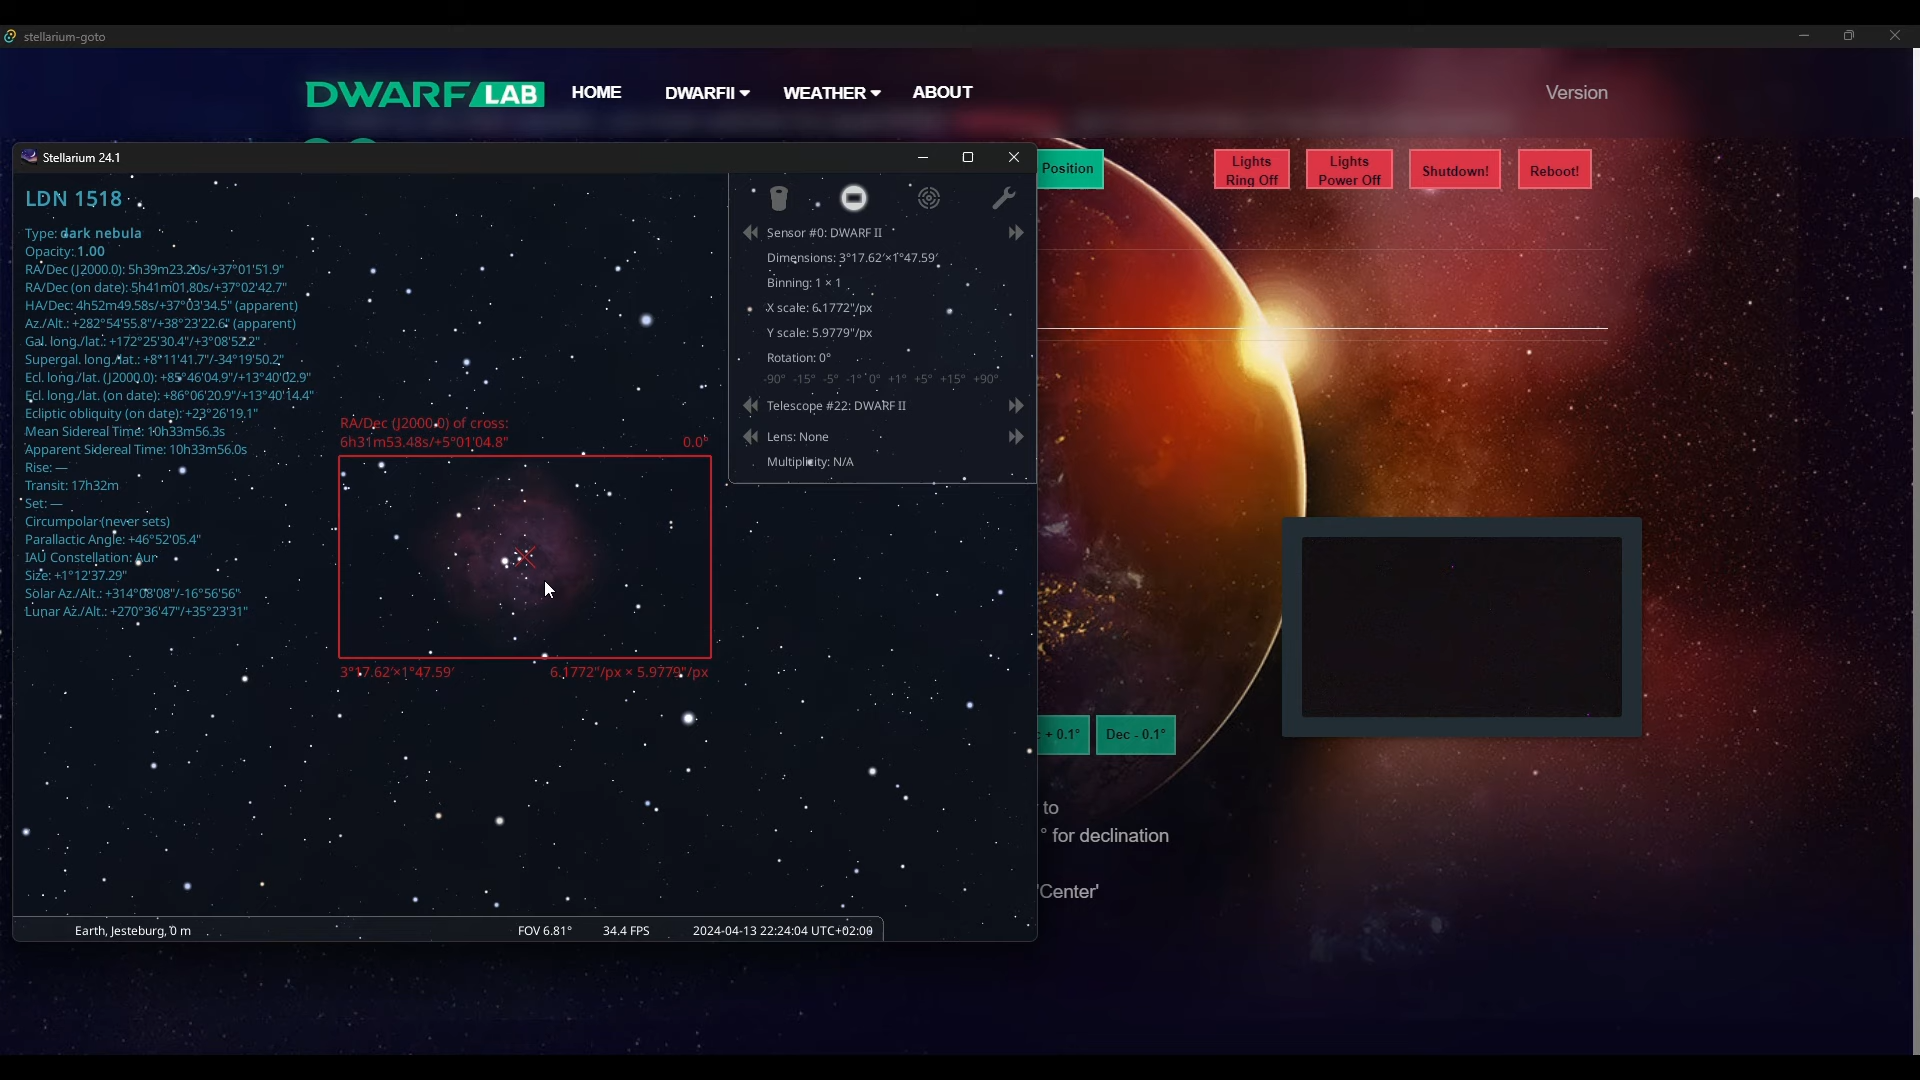 stellarium-goto
DWARF LAB
HOME
DWARFII
WEATHER
ABOUT
Version
Stellarium 24.1
Position
Lights
Ring Off
Lights
Power Off
Shutdown!
Reboot!
LDN 1518
Type: dark nebula
Opacity: 1.00
RA/Dec (J2000.0): 5h39m23.20s/+37°01'51.9"
RA/Dec (on date): 5h41m01.80s/+37°02'42.7"
HA/Dec: 4h52m49.58s/+37°03'34.5" (apparent)
Az./Alt.: +282°54'55.8"/+38°23'22.6" (apparent)
Gal. long./lat.: +172°25'30.4"/+3°08'52.2"
Supergal. long./lat.: +8°11'41.7"/-34°19'50.2"
Ecl. long./lat. (J2000.0): +85°46'04.9"/+13°40'02.9"
Ecl. long./lat. (on date): +86°06'20.9"/+13°40'14.4"
Ecliptic obliquity (on date): +23°26'19.1"
Mean Sidereal Time: 10h33m56.3s
Apparent Sidereal Time: 10h33m56.0s
Rise: —
Transit: 17h32m
Set: —
Circumpolar (never sets)
Parallactic Angle: +46°52'05.4"
IAU Constellation: Aur
Size: +1°12'37.29"
Solar Az./Alt.: +314°08'08"/-16°56'56"
Lunar Az./Alt.: +270°36'47"/+35°23'31"
Sensor #0: DWARF II
Dimensions: 3°17.62′×1°47.59′
Binning: 1 × 1
X scale: 6.1772"/px
Y scale: 5.9779"/px
Rotation: 0°
-90° -15° -5° -1° 0° +1° +5° +15° +90°
Telescope #22: DWARF II
Lens: None
Multiplicity: N/A
RA/Dec (J2000.0) of cross:
6h31m53.48s/+5°01'04.8"
0.0°
3°17.62′×1°47.59′
6.1772"/px × 5.9779"/px
+ 0.1°
Dec - 0.1°
to
° for declination
'Center'
Earth, Jesteburg, 0 m
FOV 6.81°
34.4 FPS
2024-04-13 22:24:04 UTC+02:00